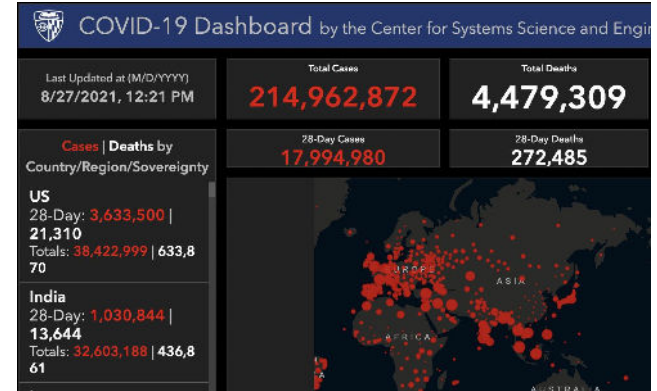 COVID-19 Dashboard by the Center for Systems Science and Engi
Last Updated at (M/D/YYYY)
8/27/2021, 12:21 PM
Total Cases
214,962,872
Total Deaths
4,479,309
28-Day Cases
17,994,980
28-Day Deaths
272,485
Cases | Deaths by
Country/Region/Sovereignty
US
28-Day: 3,633,500 |
21,310
Totals: 38,422,999 | 633,8
70
India
28-Day: 1,030,844 |
13,644
Totals: 32,603,188 | 436,8
61
EUROPE
ASIA
AFRICA
AUSTRALIA